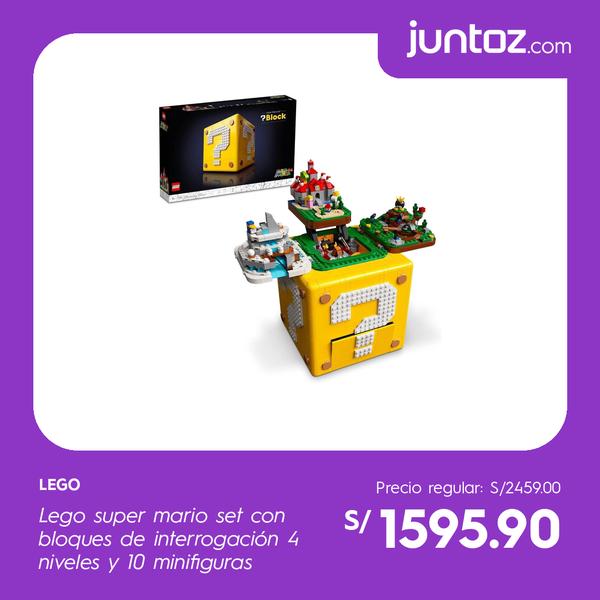 juntoz.com
?Block
LEGO
LEGO
Precio regular: S/2459.00
Lego super mario set con
bloques de interrogación 4
niveles y 10 minifiguras
S/ 1595.90